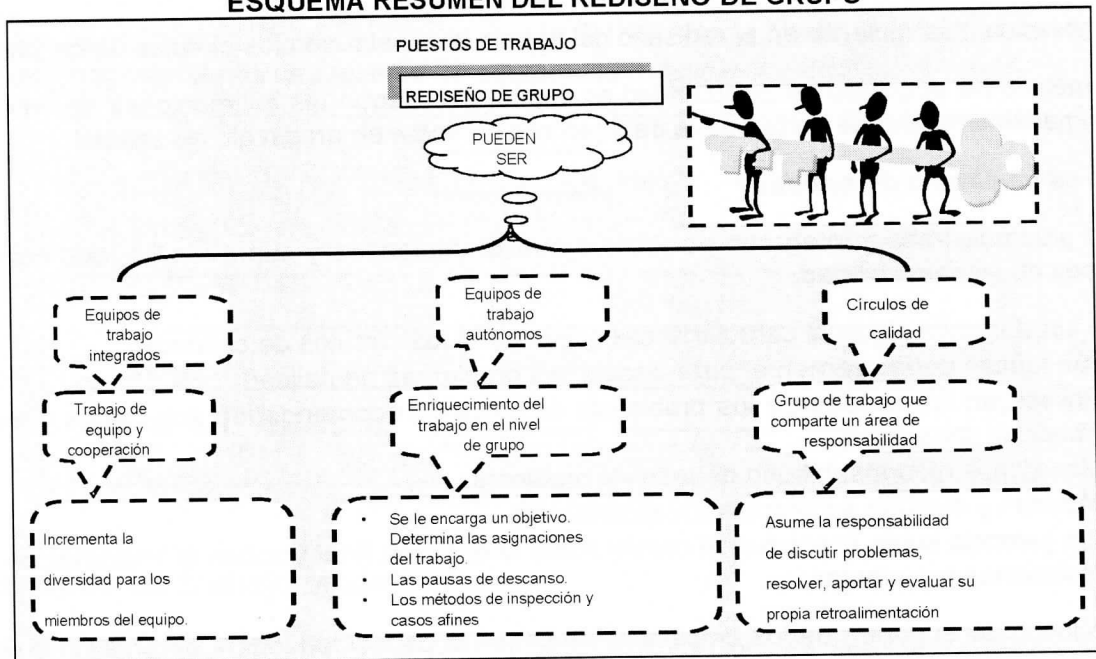 ESQUEMA RESUMEN DEL REDISEÑO DE GRUPO
PUESTOS DE TRABAJO
REDISEÑO DE GRUPO
PUEDEN
SER
Equipos de
trabajo
integrados
Equipos de
trabajo
autónomos
Círculos de
calidad
Trabajo de
equipo y
cooperación
Enriquecimiento del
trabajo en el nivel
de grupo
Grupo de trabajo que
comparte un área de
responsabilidad
Incrementa la
diversidad para los
miembros del equipo.
• Se le encarga un objetivo.
Determina las asignaciones
del trabajo.
• Las pausas de descanso.
• Los métodos de inspección y
casos afines
Asume la responsabilidad
de discutir problemas,
resolver, aportar y evaluar su
propia retroalimentación